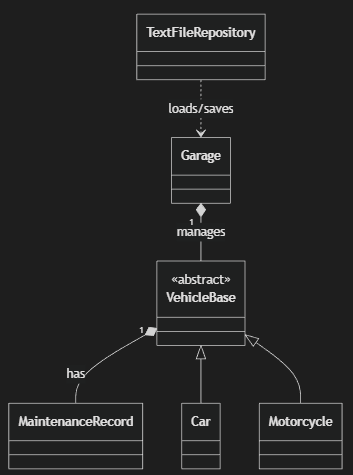 TextFileRepository
loads/saves
Garage
1
manages
«abstract»
VehicleBase
1
has
MaintenanceRecord
Car
Motorcycle